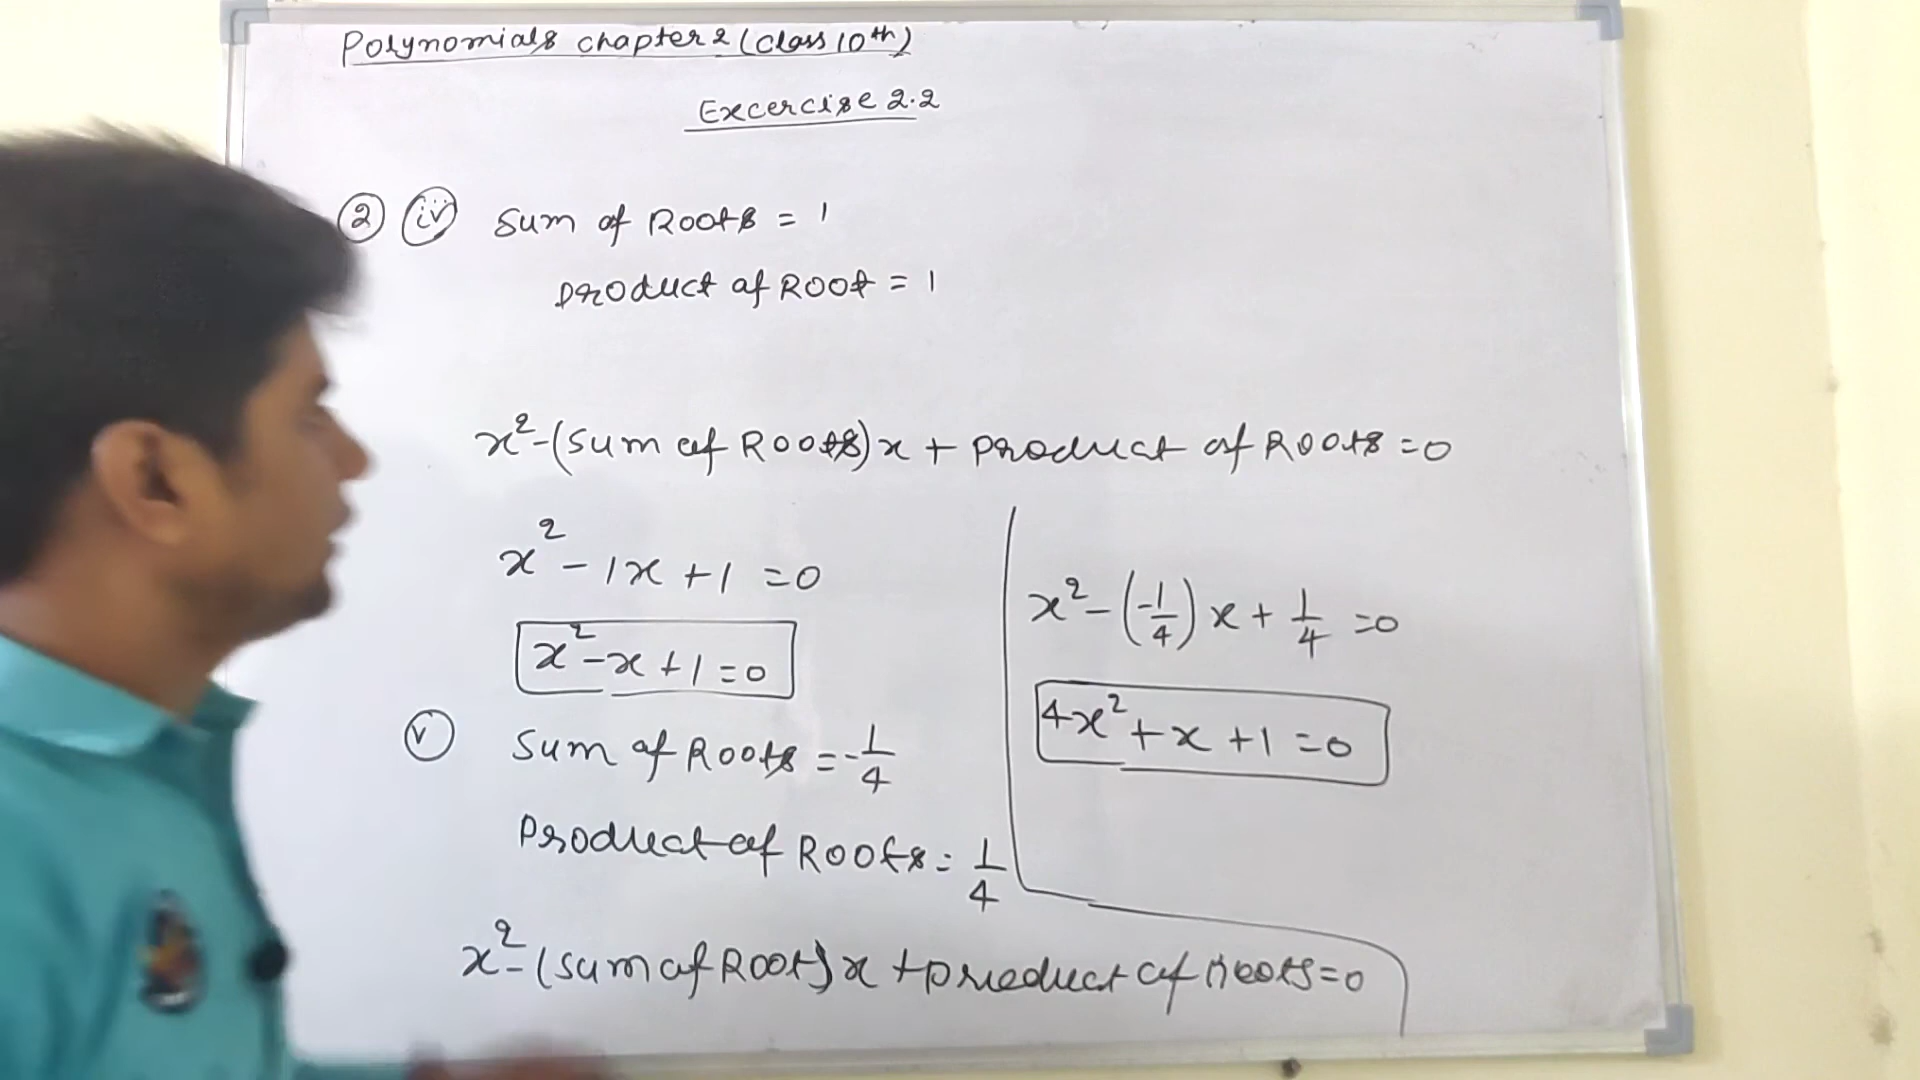 Polynomials chapter 2 (Class 10th)
Excercise 2.2
② iv Sum of Roots = 1
product of Root = 1
x² - (Sum of Roots)x + product of Roots = 0
x² - 1x + 1 = 0
x² - x + 1 = 0
v Sum of Roots = -1/4
Product of Roots = 1/4
x² - (Sum of Root)x + product of Roots = 0
x² - (-1/4)x + 1/4 = 0
4x² + x + 1 = 0